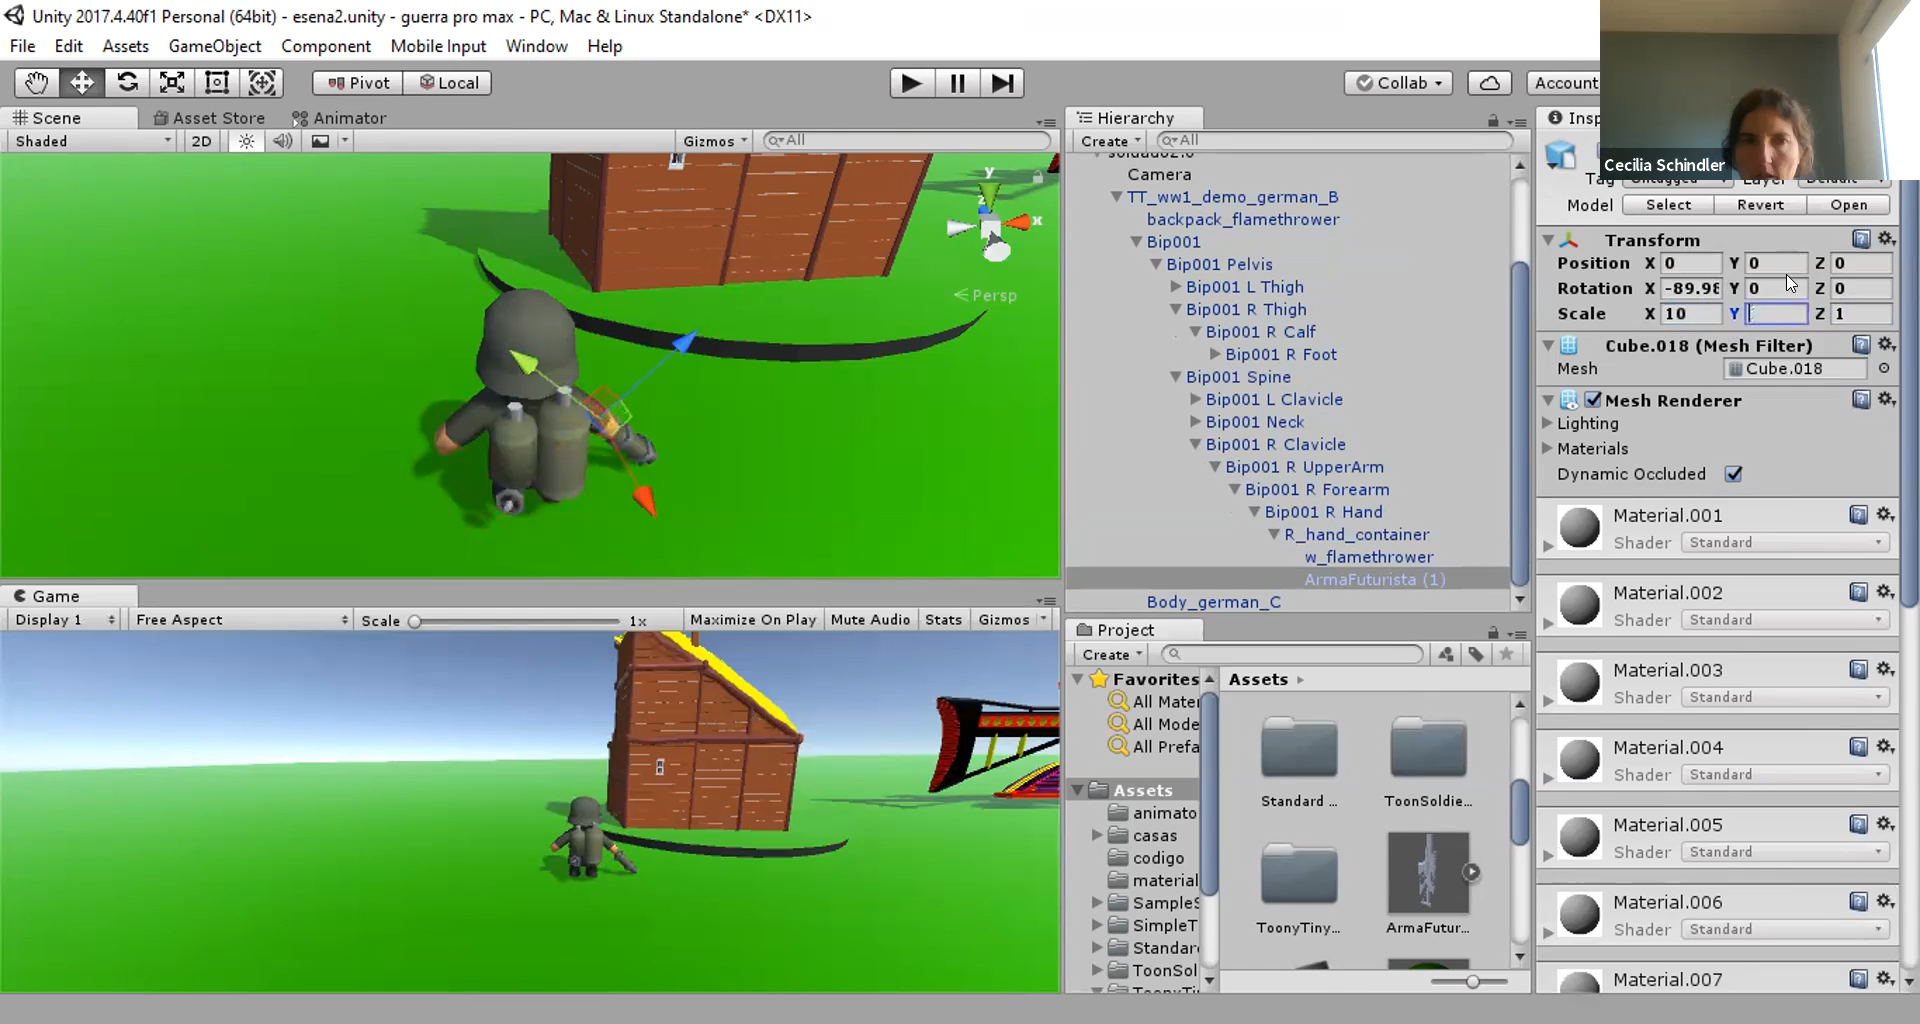 Unity 2017.4.40f1 Personal (64bit) - esena2.unity - guerra pro max - PC, Mac & Linux Standalone* <DX11>
File Edit Assets GameObject Component Mobile Input Window Help
Pivot Local Collab Account
Scene Asset Store Animator
Shaded 2D Gizmos All
y
z
x
Persp
Game
Display 1 Free Aspect Scale 1x Maximize On Play Mute Audio Stats Gizmos
Hierarchy
Create All
soldado2.0
Camera
TT_ww1_demo_german_B
backpack_flamethrower
Bip001
Bip001 Pelvis
Bip001 L Thigh
Bip001 R Thigh
Bip001 R Calf
Bip001 R Foot
Bip001 Spine
Bip001 L Clavicle
Bip001 Neck
Bip001 R Clavicle
Bip001 R UpperArm
Bip001 R Forearm
Bip001 R Hand
R_hand_container
w_flamethrower
ArmaFuturista (1)
Body_german_C
Project
Create
Favorites
All Mate
All Mode
All Prefa
Assets
animato
casas
codigo
material
SampleS
SimpleT
Standar
ToonSol
Assets
Standard ...
ToonSoldie...
ToonyTiny...
ArmaFutur...
Insp
Cecilia Schindler
Tag Untagged Layer Default
Model Select Revert Open
Transform
Position X 0 Y 0 Z 0
Rotation X -89.98 Y 0 Z 0
Scale X 10 Y Z 1
Cube.018 (Mesh Filter)
Mesh Cube.018
Mesh Renderer
Lighting
Materials
Dynamic Occluded
Material.001
Shader Standard
Material.002
Shader Standard
Material.003
Shader Standard
Material.004
Shader Standard
Material.005
Shader Standard
Material.006
Shader Standard
Material.007